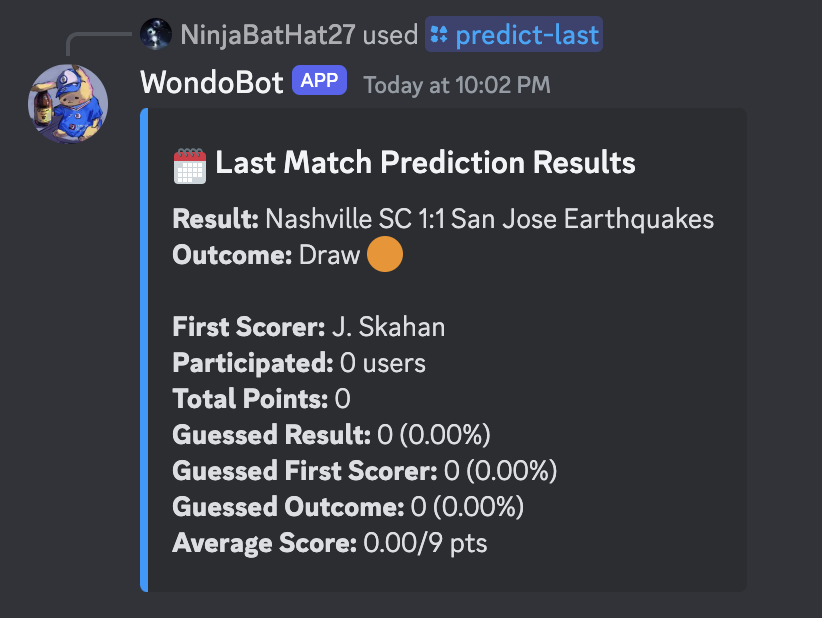 NinjaBatHat27 used predict-last
WondoBot APP Today at 10:02 PM
Last Match Prediction Results
Result: Nashville SC 1:1 San Jose Earthquakes
Outcome: Draw
First Scorer: J. Skahan
Participated: 0 users
Total Points: 0
Guessed Result: 0 (0.00%)
Guessed First Scorer: 0 (0.00%)
Guessed Outcome: 0 (0.00%)
Average Score: 0.00/9 pts